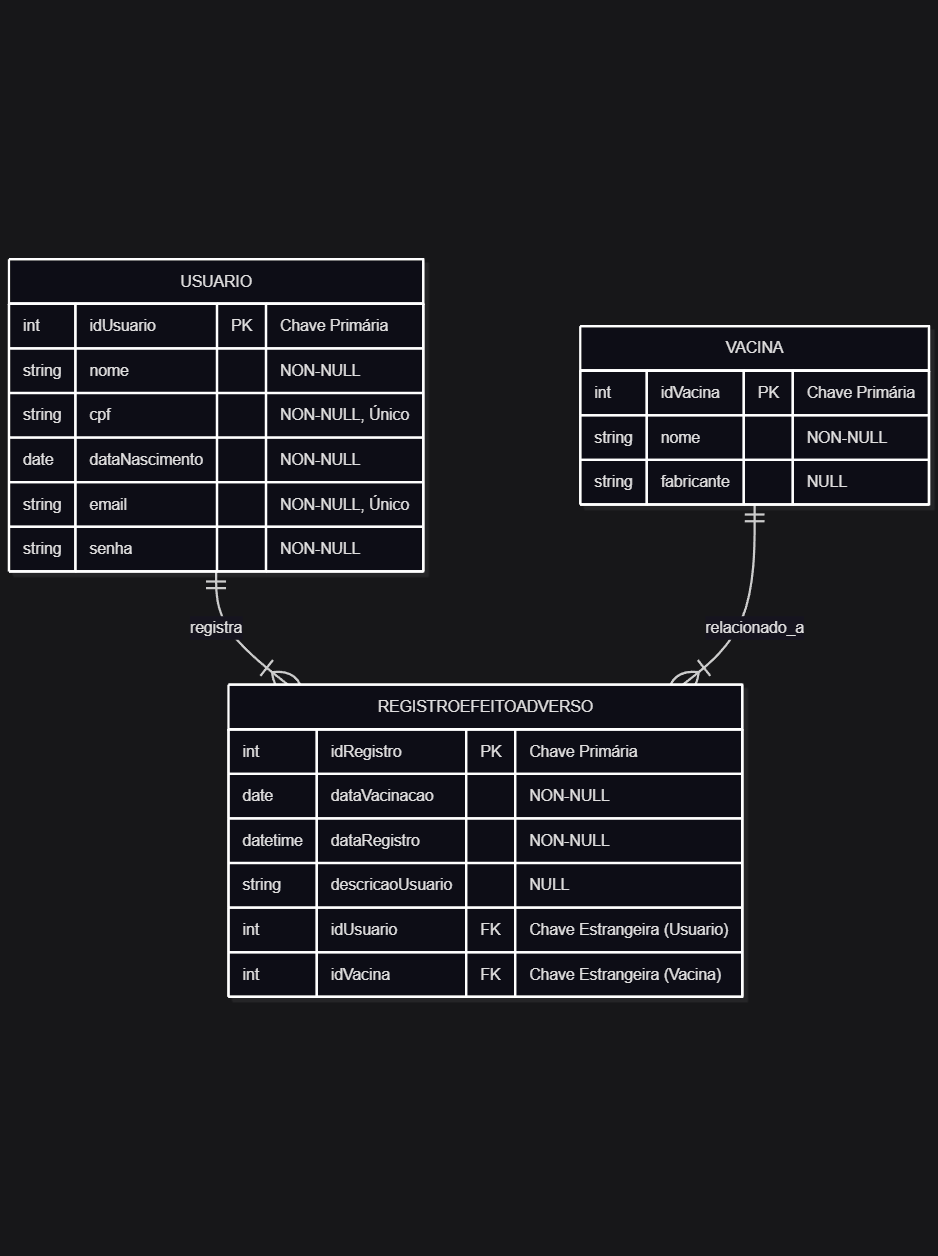 USUARIO
int idUsuario PK Chave Primária
string nome NON-NULL
string cpf NON-NULL, Único
date dataNascimento NON-NULL
string email NON-NULL, Único
string senha NON-NULL
VACINA
int idVacina PK Chave Primária
string nome NON-NULL
string fabricante NULL
registra
relacionado_a
REGISTROEFEITOADVERSO
int idRegistro PK Chave Primária
date dataVacinacao NON-NULL
datetime dataRegistro NON-NULL
string descricaoUsuario NULL
int idUsuario FK Chave Estrangeira (Usuario)
int idVacina FK Chave Estrangeira (Vacina)